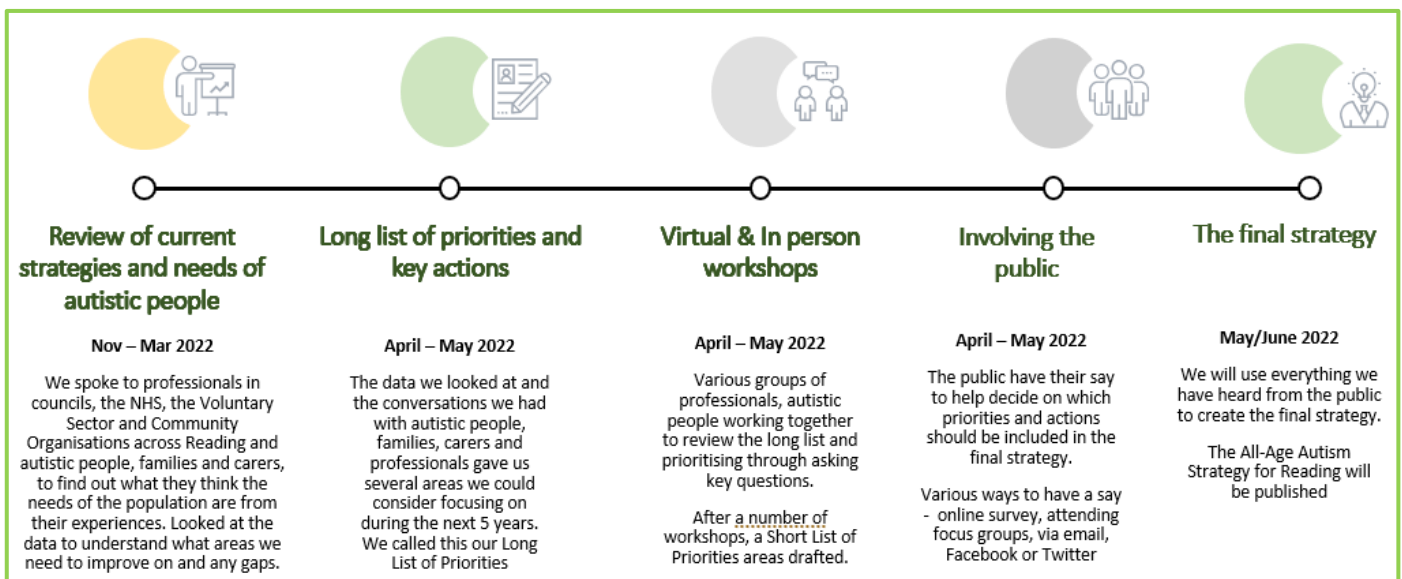 Review of current
strategies and needs of
autistic people
Nov – Mar 2022
We spoke to professionals in
councils, the NHS, the Voluntary
Sector and Community
Organisations across Reading and
autistic people, families and carers,
to find out what they think the
needs of the population are from
their experiences. Looked at the
data to understand what areas we
need to improve on and any gaps.
Long list of priorities and
key actions
April – May 2022
The data we looked at and
the conversations we had
with autistic people,
families, carers and
professionals gave us
several areas we could
consider focusing on
during the next 5 years.
We called this our Long
List of Priorities
Virtual & In person
workshops
April – May 2022
Various groups of
professionals, autistic
people working together
to review the long list and
prioritising through asking
key questions.
After a number of
workshops, a Short List of
Priorities areas drafted.
Involving the
public
April – May 2022
The public have their say
to help decide on which
priorities and actions
should be included in the
final strategy.
Various ways to have a say
- online survey, attending
focus groups, via email,
Facebook or Twitter
The final strategy
May/June 2022
We will use everything we
have heard from the public
to create the final strategy.
The All-Age Autism
Strategy for Reading will
be published